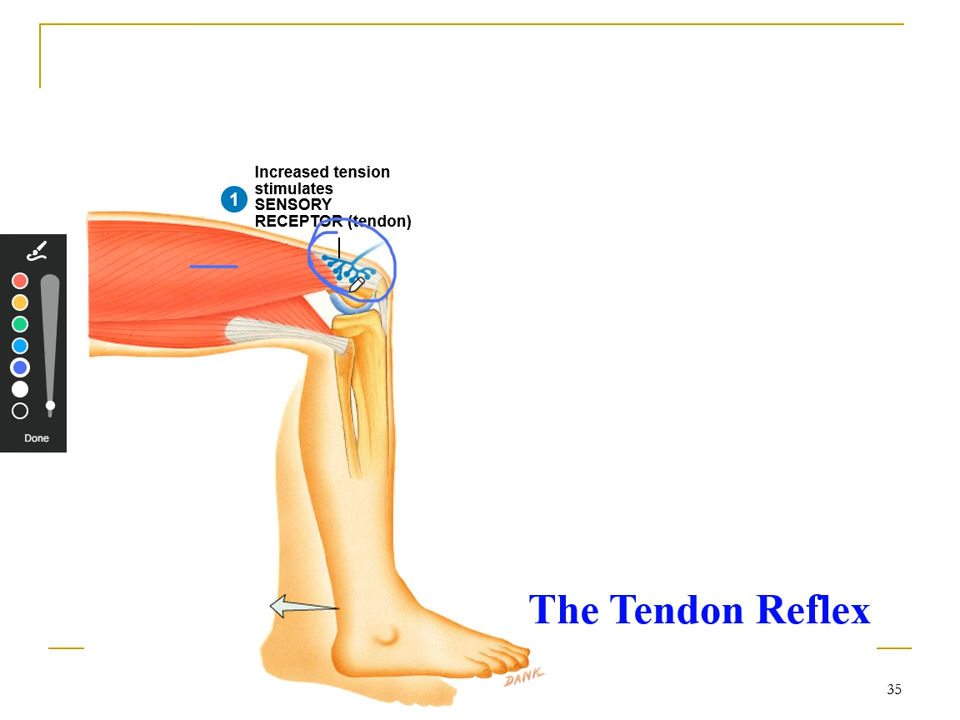 Increased tension
stimulates
1
SENSORY
RECEPTOR (tendon)
Done
The Tendon Reflex
DANK
35